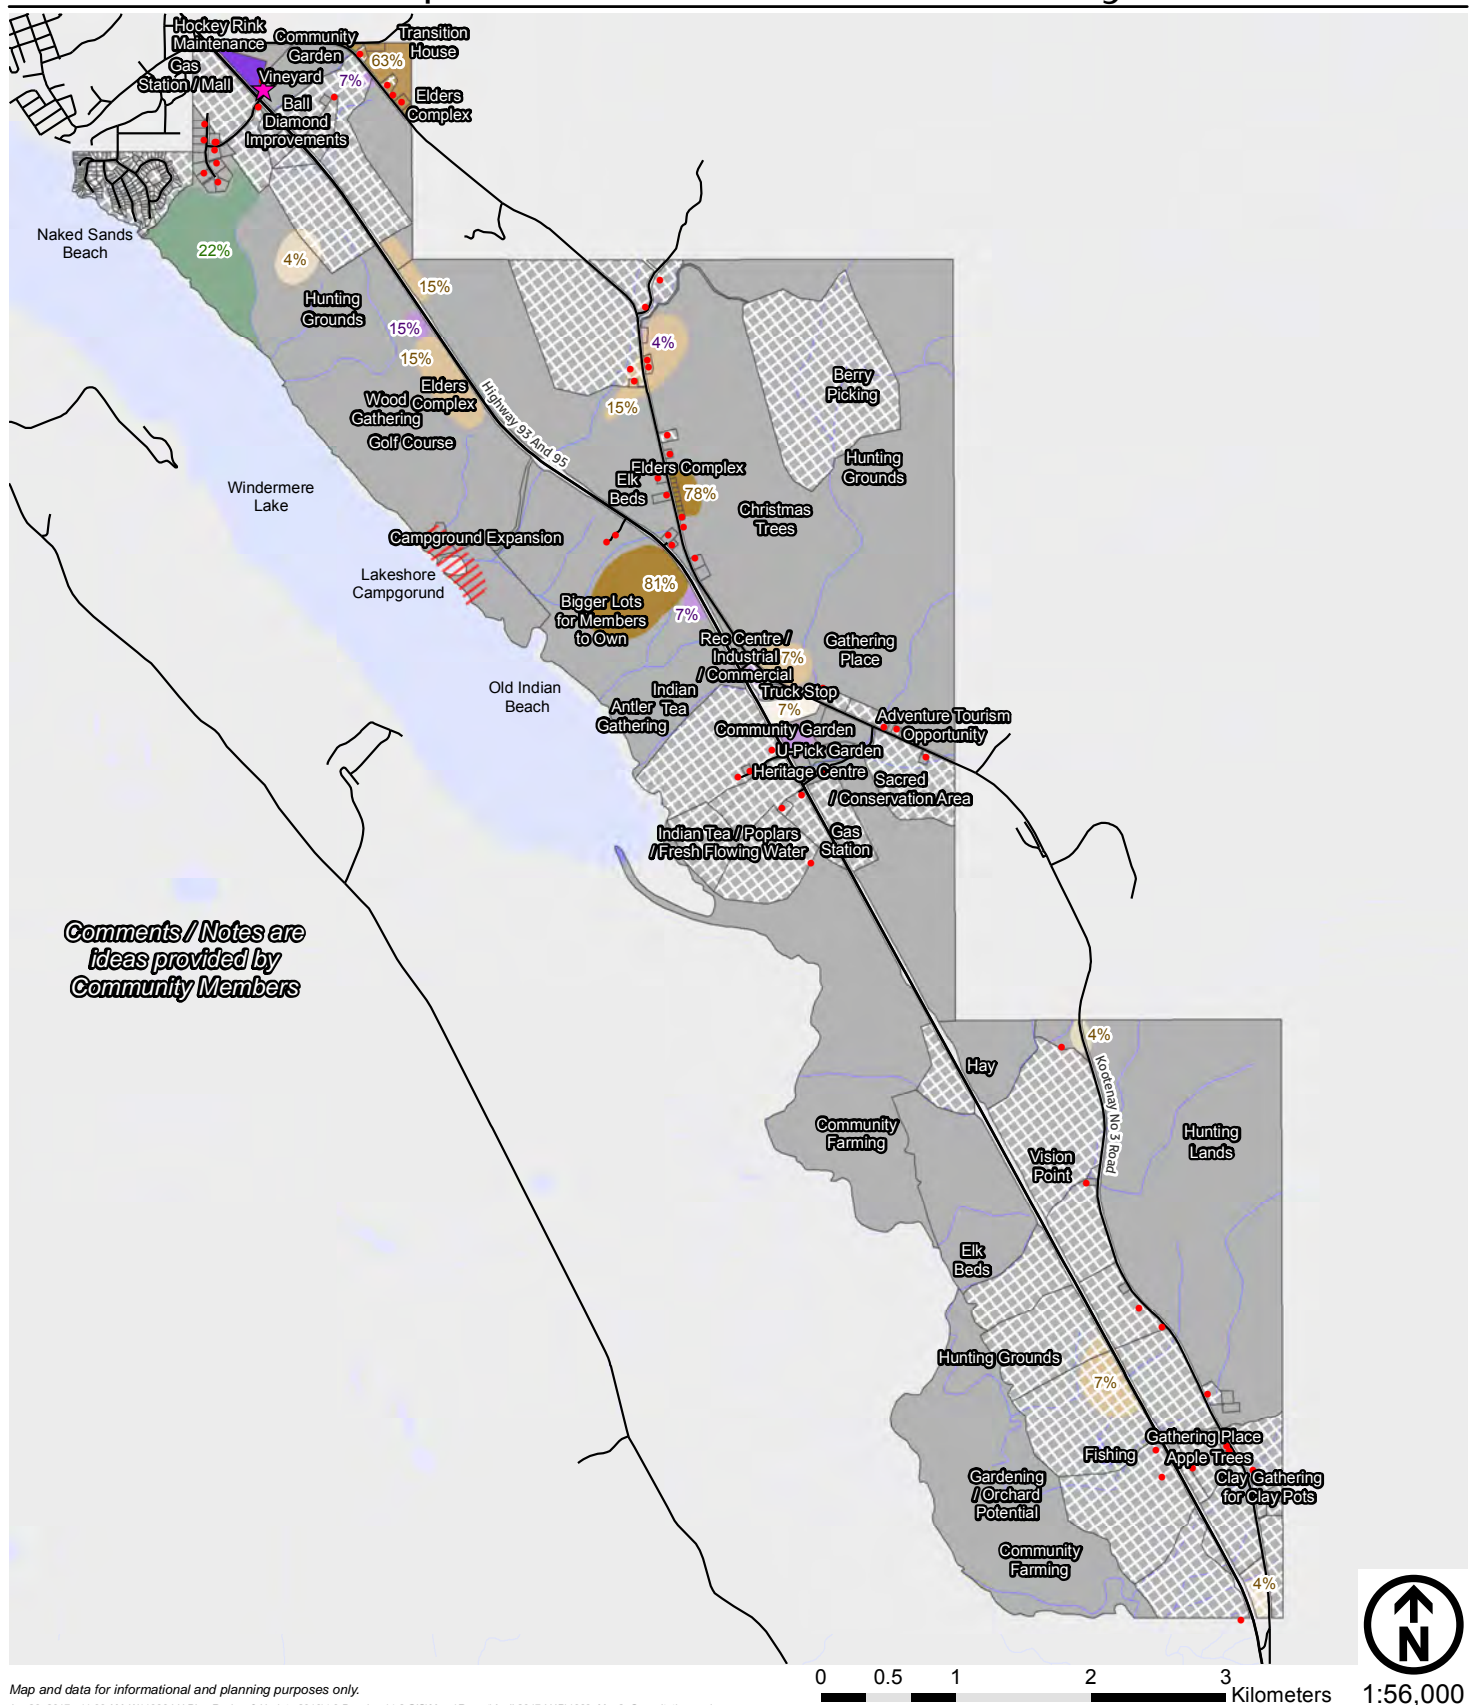 Hockey Rink
Maintenance
Community
Garden
Transition
House
Gas
Station / Mall
Vineyard
7%
63%
Ball
Diamond
Improvements
Elders
Complex
Naked Sands
Beach
22%
4%
Hunting
Grounds
15%
15%
15%
4%
Elders
Complex
Wood
Gathering
Golf Course
15%
Highway 93 And 95
Berry
Picking
Hunting
Grounds
Elders Complex
Elk
Beds
78%
Christmas
Trees
Windermere
Lake
Campground Expansion
Lakeshore
Campgorund
81%
Bigger Lots
for Members
to Own
7%
Rec Centre /
Industrial
/ Commercial
7%
Gathering
Place
Old Indian
Beach
Indian
Tea
Antler
Gathering
Truck Stop
7%
Community Garden
Adventure Tourism
Opportunity
U-Pick Garden
Heritage Centre
Sacred
/ Conservation Area
Indian Tea / Poplars
/ Fresh Flowing Water
Gas
Station
Comments / Notes are
ideas provided by
Community Members
4%
Hay
Kootenay No 3 Road
Community
Farming
Hunting
Lands
Vision
Point
Elk
Beds
Hunting Grounds
7%
Gathering Place
Fishing
Apple Trees
Gardening
/ Orchard
Potential
Clay Gathering
for Clay Pots
Community
Farming
4%
N
0 0.5 1 2 3
Kilometers
1:56,000
Map and data for informational and planning purposes only.